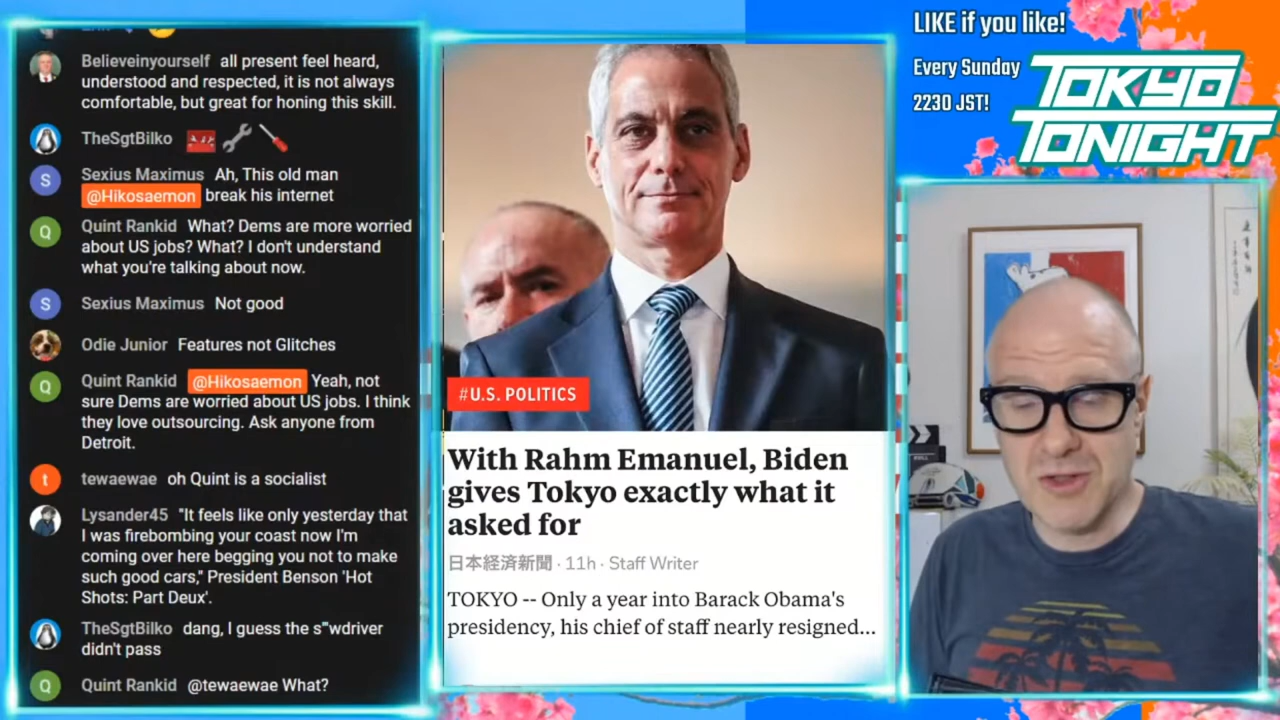 Believeinyourself all present feel heard,
understood and respected, it is not always
comfortable, but great for honing this skill.
TheSgtBilko
Sexius Maximus Ah, This old man
@Hikosaemon break his internet
Quint Rankid What? Dems are more worried
about US jobs? What? I don't understand
what you're talking about now.
Sexius Maximus Not good
Odie Junior Features not Glitches
Quint Rankid @Hikosaemon Yeah, not
sure Dems are worried about US jobs. I think
they love outsourcing. Ask anyone from
Detroit.
tewaewae oh Quint is a socialist
Lysander45 "It feels like only yesterday that
I was firebombing your coast now I'm
coming over here begging you not to make
such good cars," President Benson 'Hot
Shots: Part Deux'.
TheSgtBilko dang, I guess the s"wdriver
didn't pass
Quint Rankid @tewaewae What?
S
Q
S
Q
t
Q
#U.S. POLITICS
With Rahm Emanuel, Biden
gives Tokyo exactly what it
asked for
日本経済新聞 · 11h · Staff Writer
TOKYO -- Only a year into Barack Obama's
presidency, his chief of staff nearly resigned...
LIKE if you like!
Every Sunday
2230 JST!
TOKYO
TONIGHT